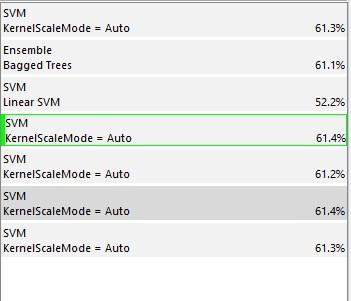 SVM
KernelScaleMode = Auto 61.3%
Ensemble
Bagged Trees 61.1%
SVM
Linear SVM 52.2%
SVM
KernelScaleMode = Auto 61.4%
SVM
KernelScaleMode = Auto 61.2%
SVM
KernelScaleMode = Auto 61.4%
SVM
KernelScaleMode = Auto 61.3%